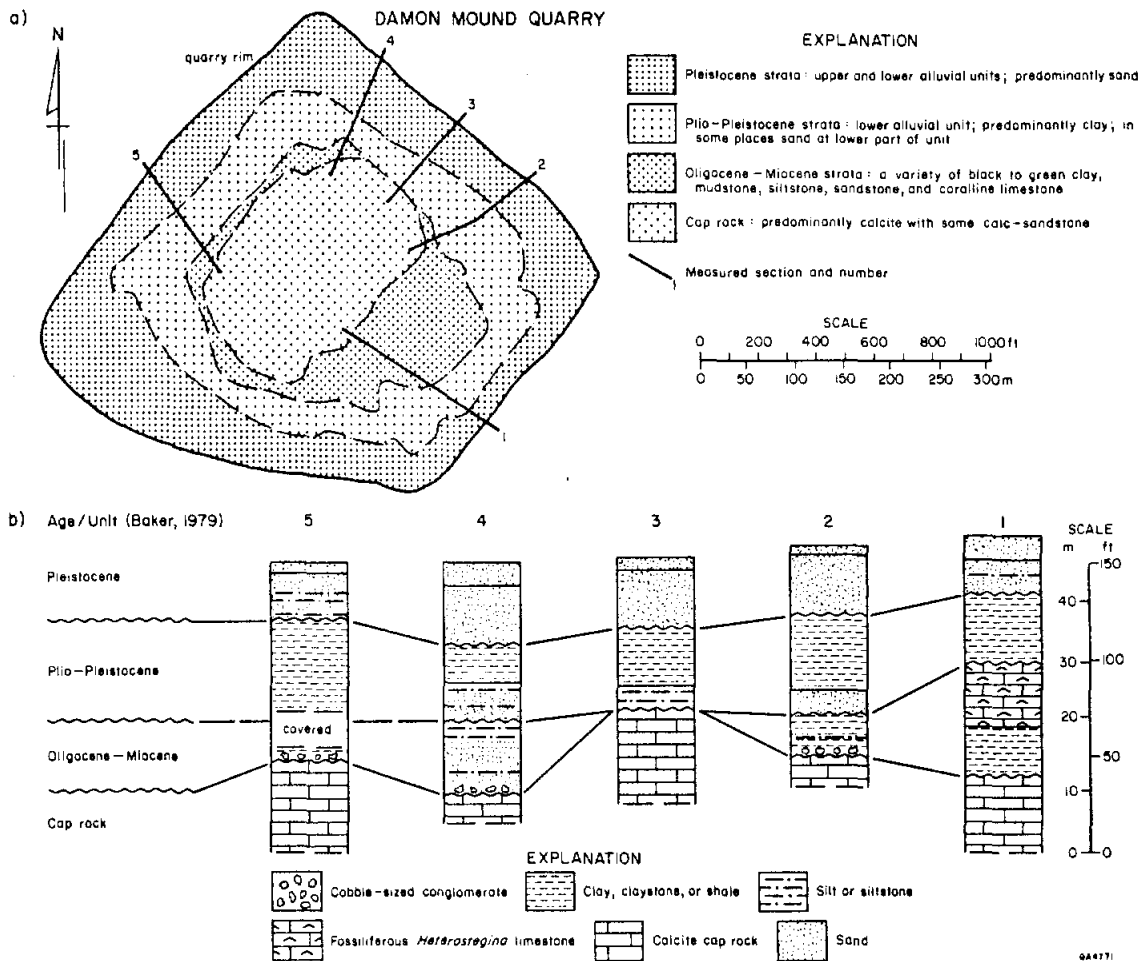 a)
DAMON MOUND QUARRY
N
quarry rim
4
3
2
5
1
EXPLANATION
Pleistocene strata: upper and lower alluvial units; predominantly sand
Plio-Pleistocene strata: lower alluvial unit; predominantly clay; in
some places sand at lower part of unit
Oligocene-Miocene strata: a variety of black to green clay,
mudstone, siltstone, sandstone, and coralline limestone
Cap rock: predominantly calcite with some calc-sandstone
1
Measured section and number
SCALE
0 200 400 600 800 1000 ft
0 50 100 150 200 250 300 m
b) Age/Unit (Baker, 1979) 5 4 3 2 1
SCALE
m ft
Pleistocene
150
40
Plio-Pleistocene
30 100
covered
20
Oligocene-Miocene
50
10
Cap rock
0 0
EXPLANATION
Cobble-sized conglomerate
Clay, claystone, or shale
Silt or siltstone
Fossiliferous Heterostegina limestone
Calcite cap rock
Sand
QA4771